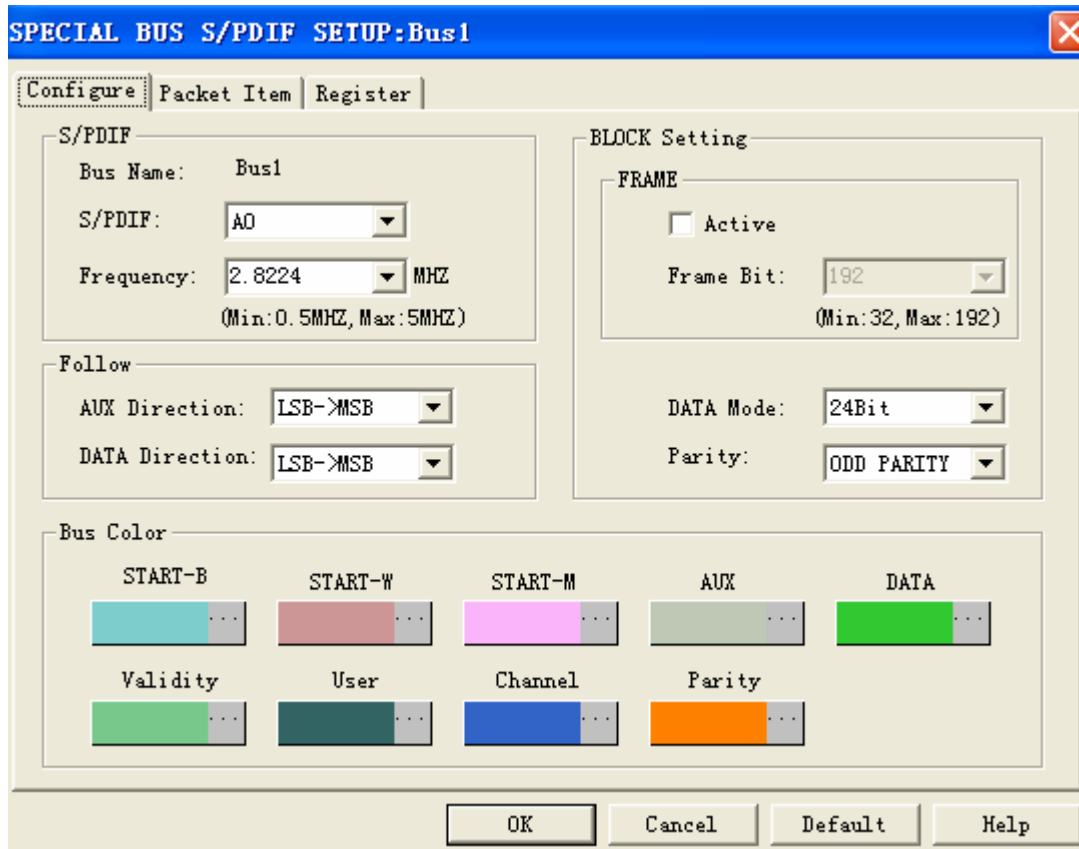 SPECIAL BUS S/PDIF SETUP:Bus1
Configure Packet Item Register
S/PDIF
Bus Name: Bus1
S/PDIF: A0
Frequency: 2.8224 MHZ
(Min:0.5MHZ,Max:5MHZ)
Follow
AUX Direction: LSB->MSB
DATA Direction: LSB->MSB
BLOCK Setting
FRAME
Active
Frame Bit: 192
(Min:32,Max:192)
DATA Mode: 24Bit
Parity: ODD PARITY
Bus Color
START-B START-W START-M AUX DATA
... ... ... ... ...
Validity User Channel Parity
... ... ... ...
OK Cancel Default Help